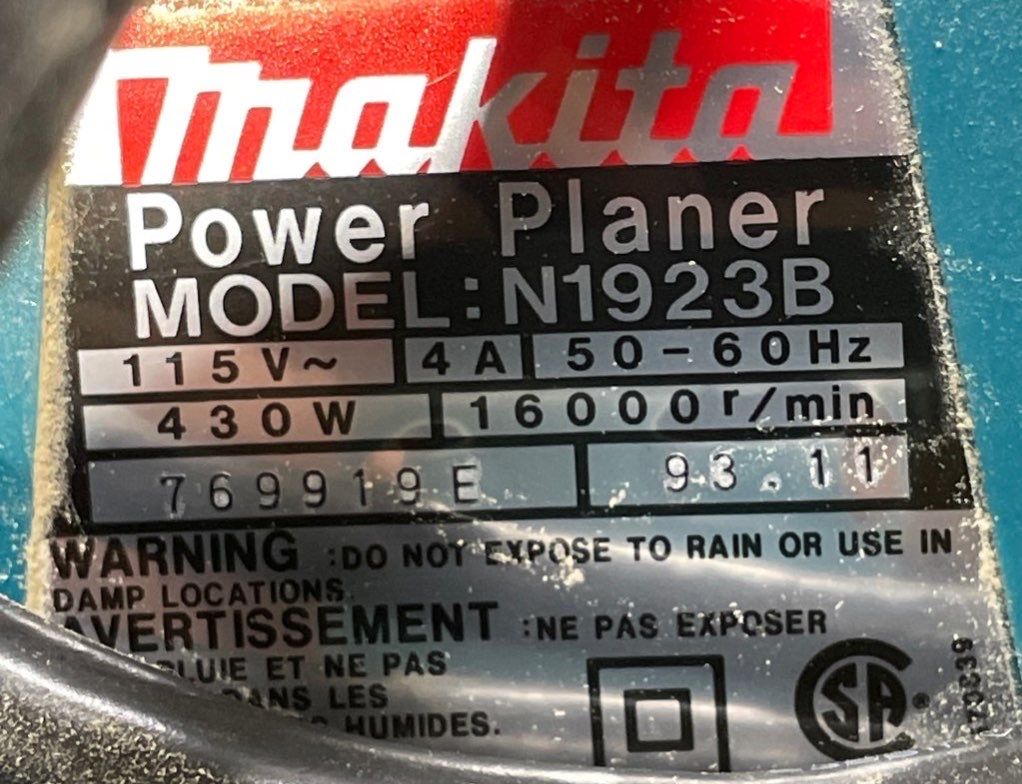 makita
Power Planer
MODEL:N1923B
115V~ 4A 50-60Hz
430W 16000r/min
769919E 93.11
WARNING :DO NOT EXPOSE TO RAIN OR USE IN
DAMP LOCATIONS.
AVERTISSEMENT :NE PAS EXPOSER
ET NE PAS
DANS LES
HUMIDES.
SA ®